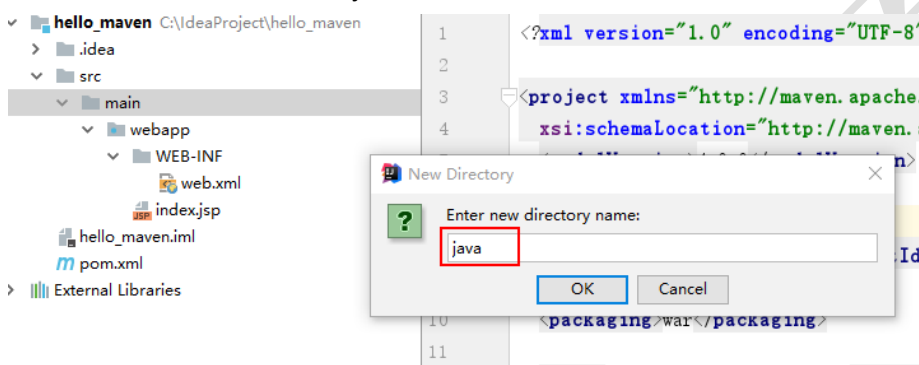 hello_maven C:\IdeaProject\hello_maven
.idea
src
main
webapp
WEB-INF
web.xml
index.jsp
hello_maven.iml
pom.xml
External Libraries
1 <?xml version="1.0" encoding="UTF-8"
2
3 <project xmlns="http://maven.apache.
4 xsi:schemaLocation="http://maven.
n>
New Directory
Enter new directory name:
java
OK Cancel
Id
10 <packaging>war</packaging>
11